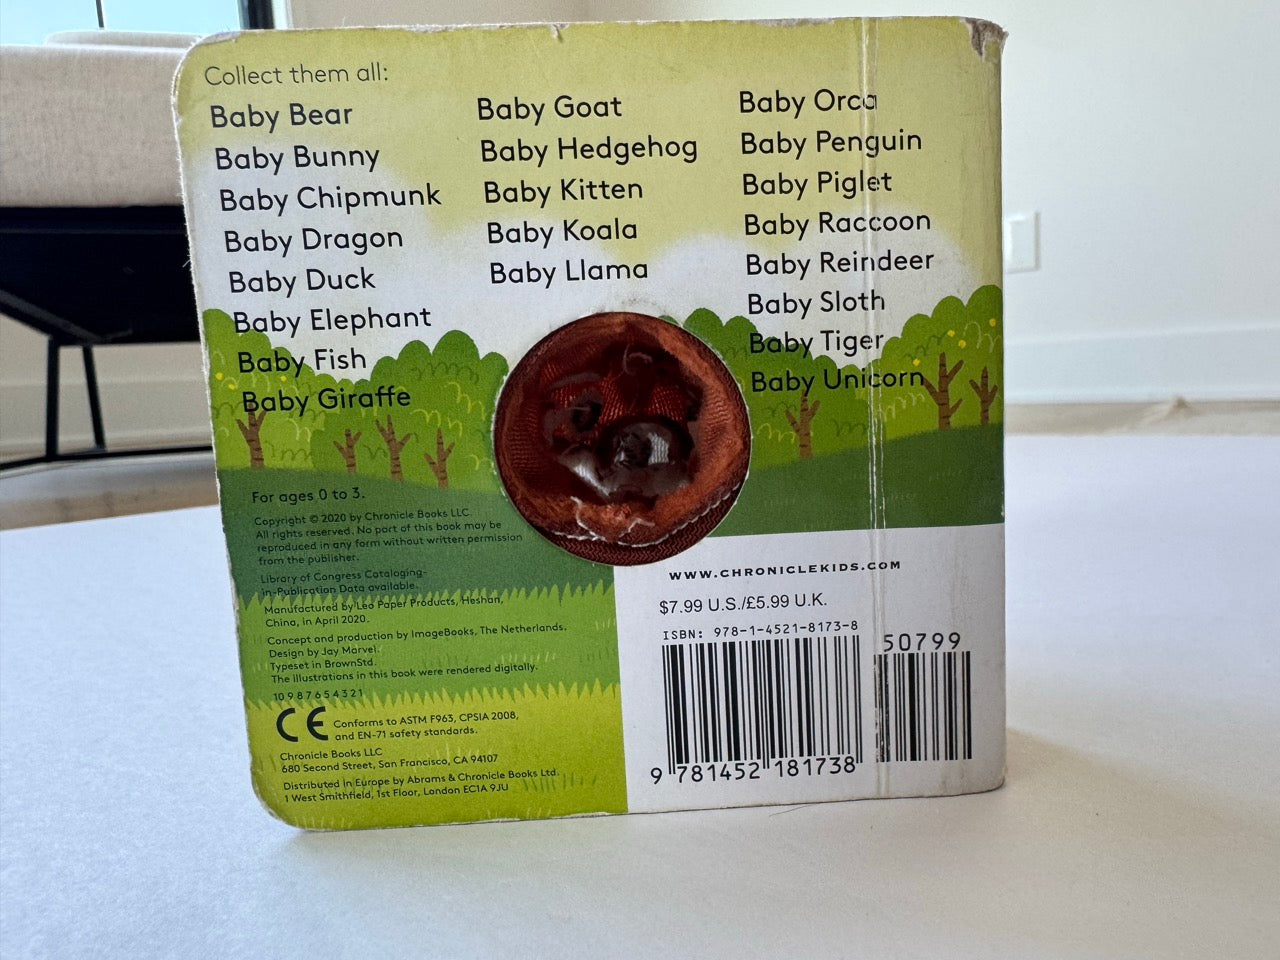 Collect them all:
Baby Bear
Baby Bunny
Baby Chipmunk
Baby Dragon
Baby Duck
Baby Elephant
Baby Fish
Baby Giraffe
Baby Goat
Baby Hedgehog
Baby Kitten
Baby Koala
Baby Llama
Baby Orca
Baby Penguin
Baby Piglet
Baby Raccoon
Baby Reindeer
Baby Sloth
Baby Tiger
Baby Unicorn
For ages 0 to 3.
Copyright © 2020 by Chronicle Books LLC.
All rights reserved. No part of this book may be
reproduced in any form without written permission
from the publisher.
Library of Congress Cataloging-
in-Publication Data available.
Manufactured by Leo Paper Products, Heshan,
China, in April 2020.
Concept and production by ImageBooks, The Netherlands.
Design by Jay Marvel.
Typeset in BrownStd.
The illustrations in this book were rendered digitally.
10 9 8 7 6 5 4 3 2 1
CE
Conforms to ASTM F963, CPSIA 2008,
and EN-71 safety standards.
Chronicle Books LLC
680 Second Street, San Francisco, CA 94107
Distributed in Europe by Abrams & Chronicle Books Ltd.
1 West Smithfield, 1st Floor, London EC1A 9JU
WWW.CHRONICLEKIDS.COM
$7.99 U.S./£5.99 U.K.
ISBN: 978-1-4521-8173-8
50799
9 781452 181738